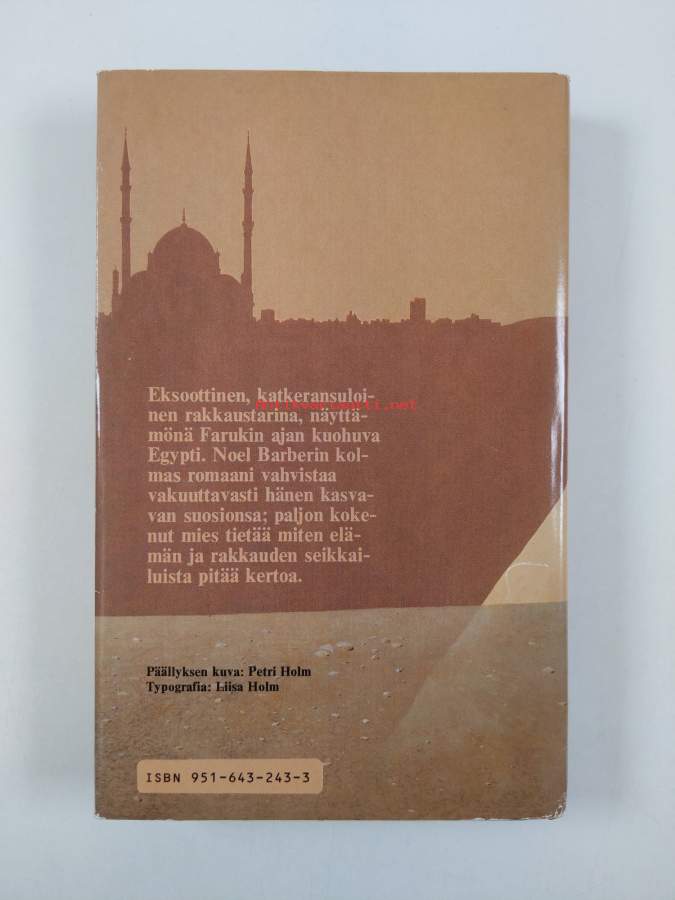 Eksoottinen, katkeransuloi-
nen rakkaustarina, näyttä-
mönä Farukin ajan kuohuva
Egypti. Noel Barberin kol-
mas romaani vahvistaa
vakuuttavasti hänen kasva-
van suosionsa; paljon koke-
nut mies tietää miten elä-
män ja rakkauden seikkai-
luista pitää kertoa.
Päällyksen kuva: Petri Holm
Typografia: Liisa Holm
ISBN 951-643-243-3